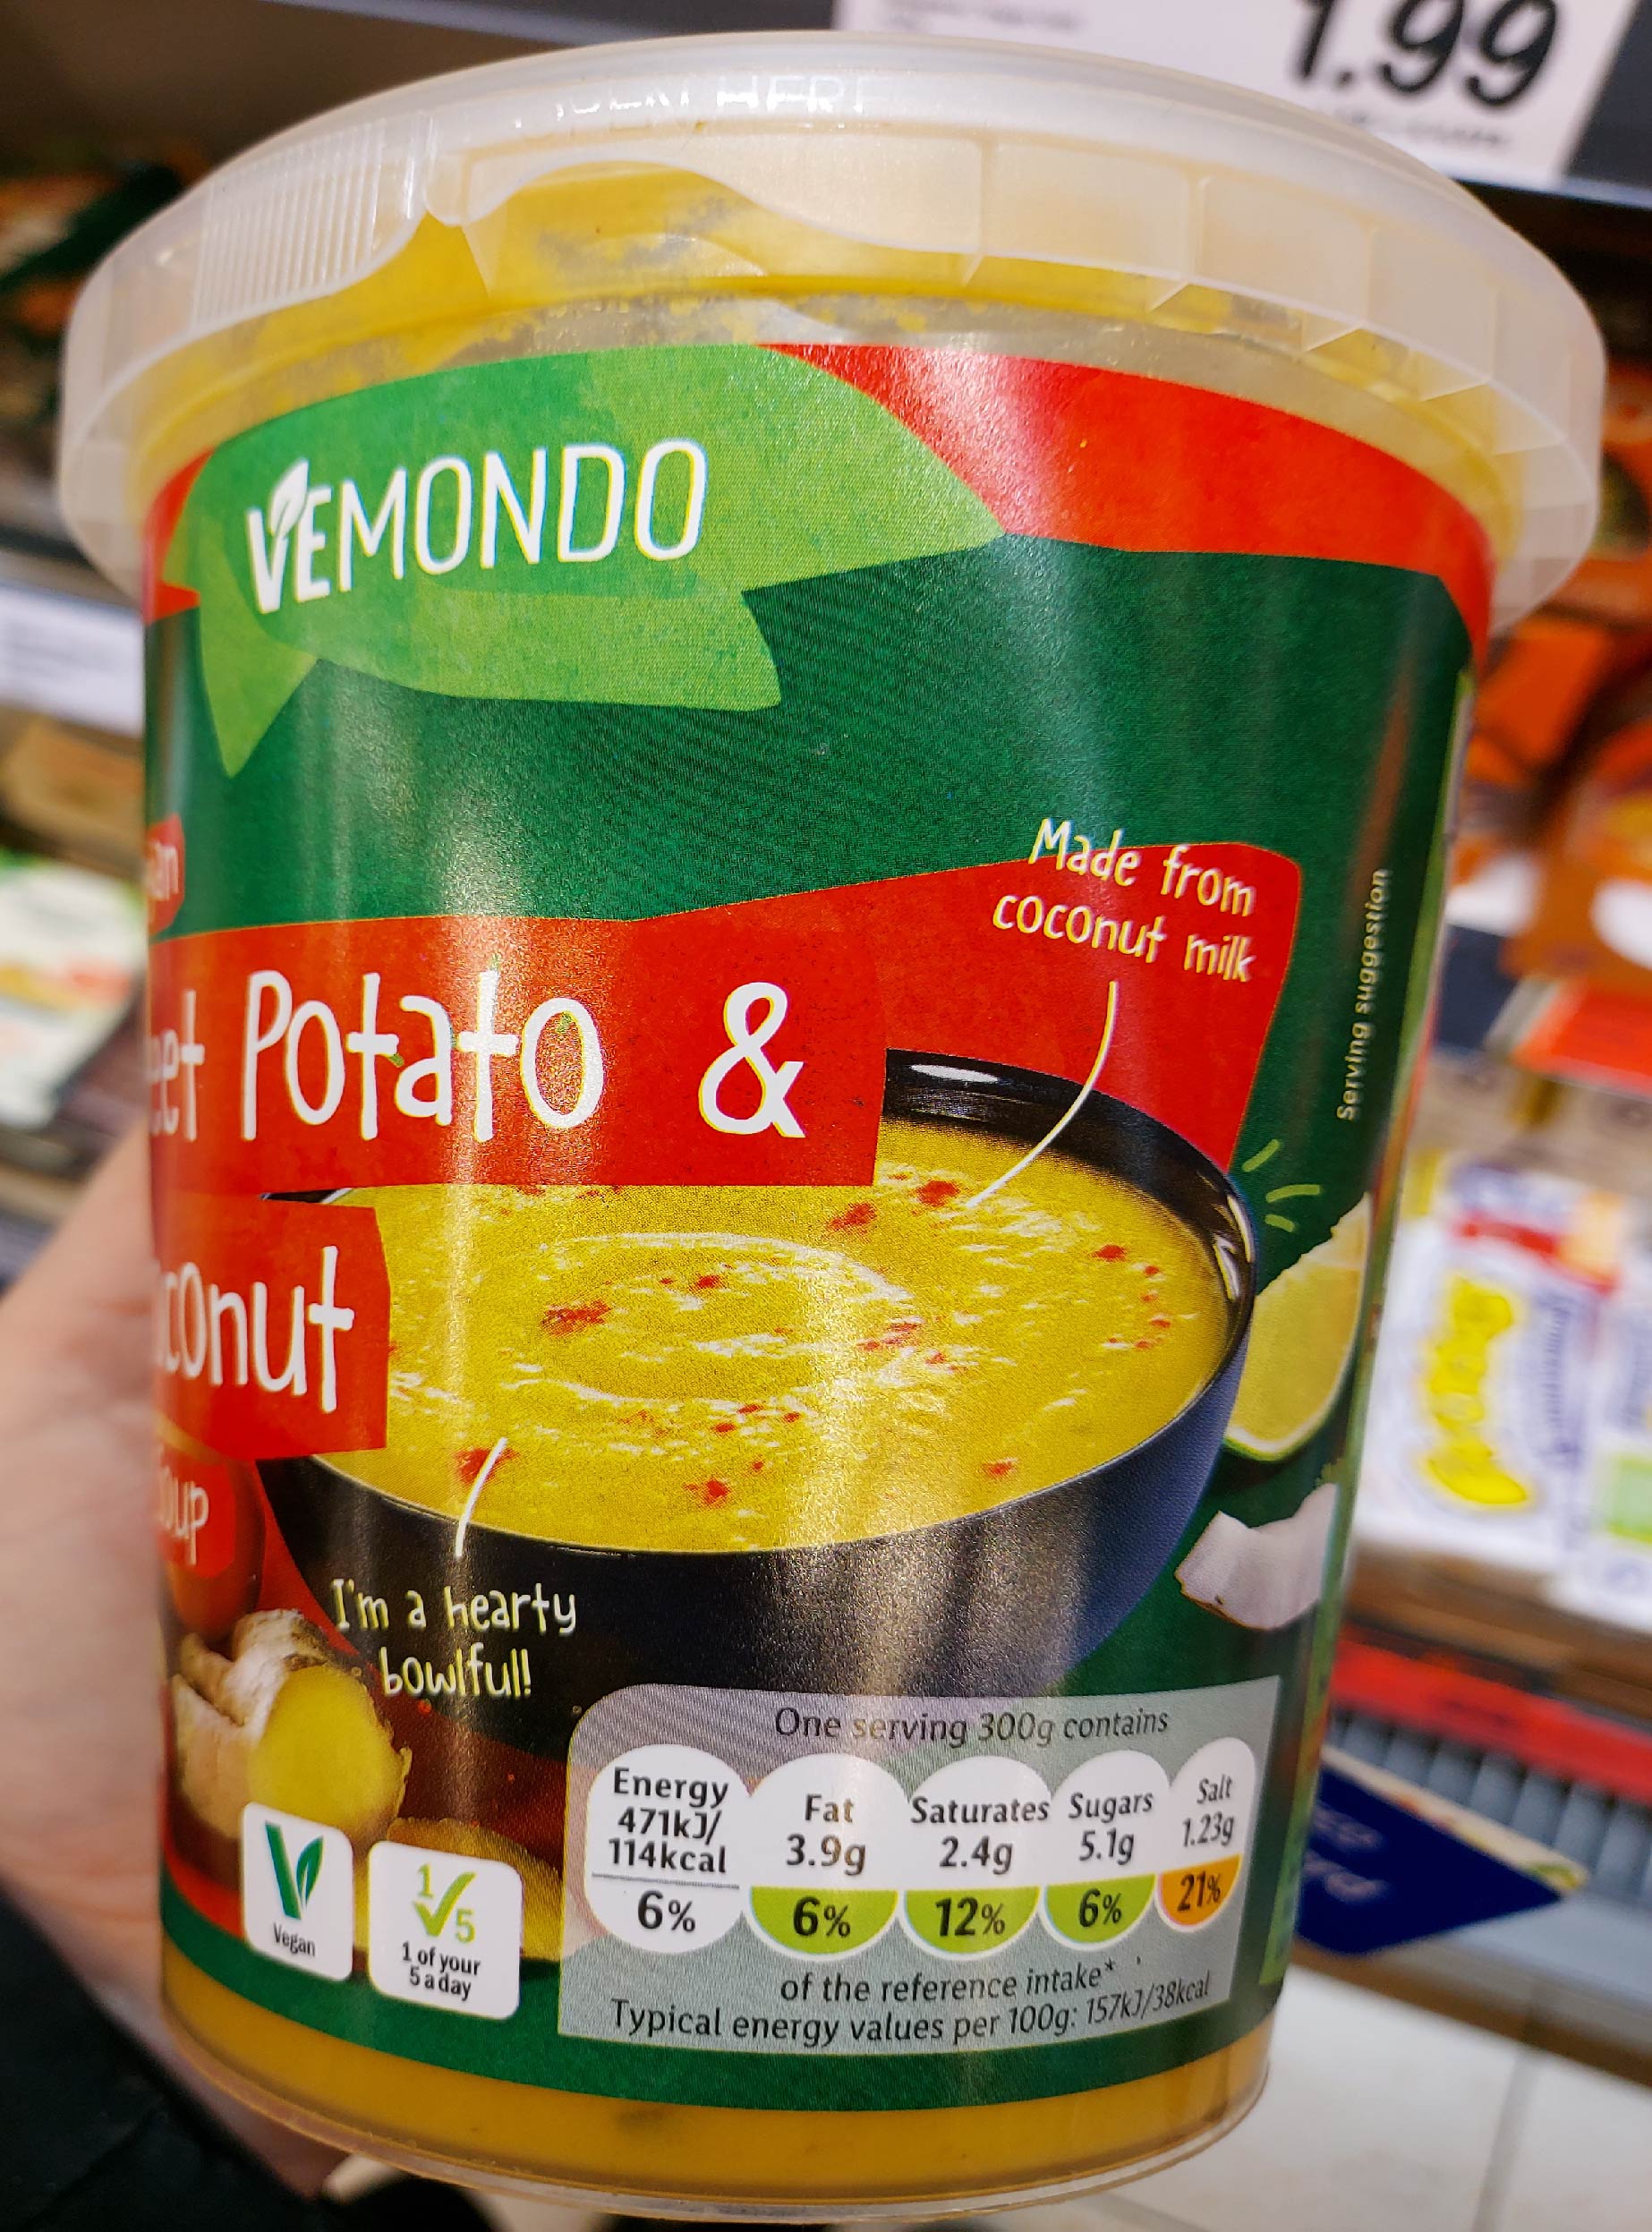 1.99
OPEN HERE
VEMONDO
Made from
coconut milk
Serving suggestion
Potato &
I'm a hearty
bowlful!
One serving 300g contains
Energy
471kJ/
114kcal
6%
Fat
3.9g
6%
Saturates
2.4g
12%
Sugars
5.1g
6%
Salt
1.23g
21%
of the reference intake*
Typical energy values per 100g: 157kJ/38kcal
Vegan
1 5
1 of your
5 a day